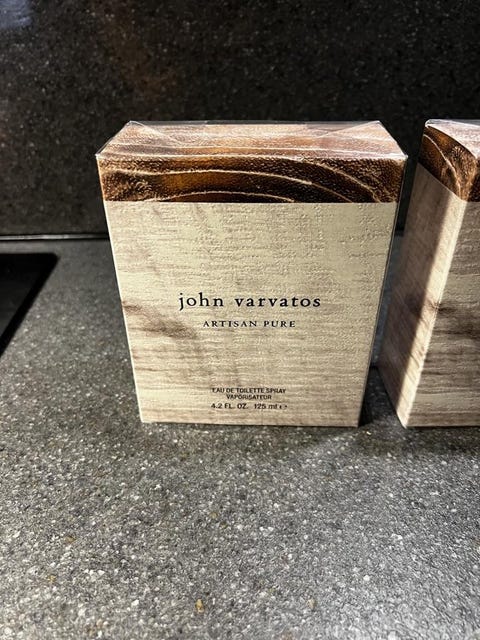 john varvatos
ARTISAN PURE
EAU DE TOILETTE SPRAY
VAPORISATEUR
4.2 FL. OZ. 125 ml ℮